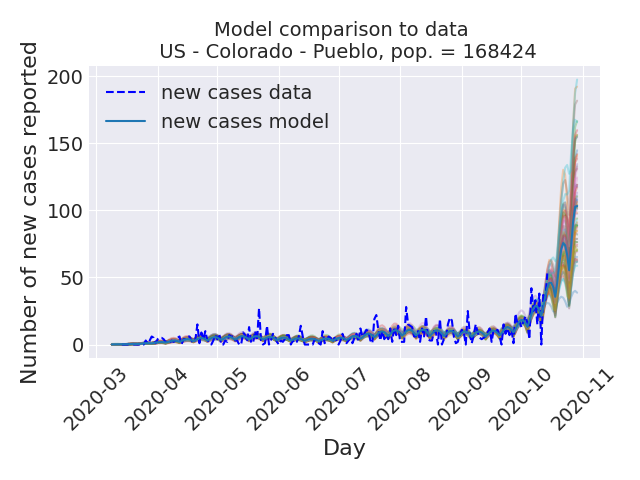 Model comparison to data
US - Colorado - Pueblo, pop. = 168424
Number of new cases reported
200
150
100
50
0
new cases data
new cases model
2020-03
2020-04
2020-05
2020-06
2020-07
2020-08
2020-09
2020-10
2020-11
Day